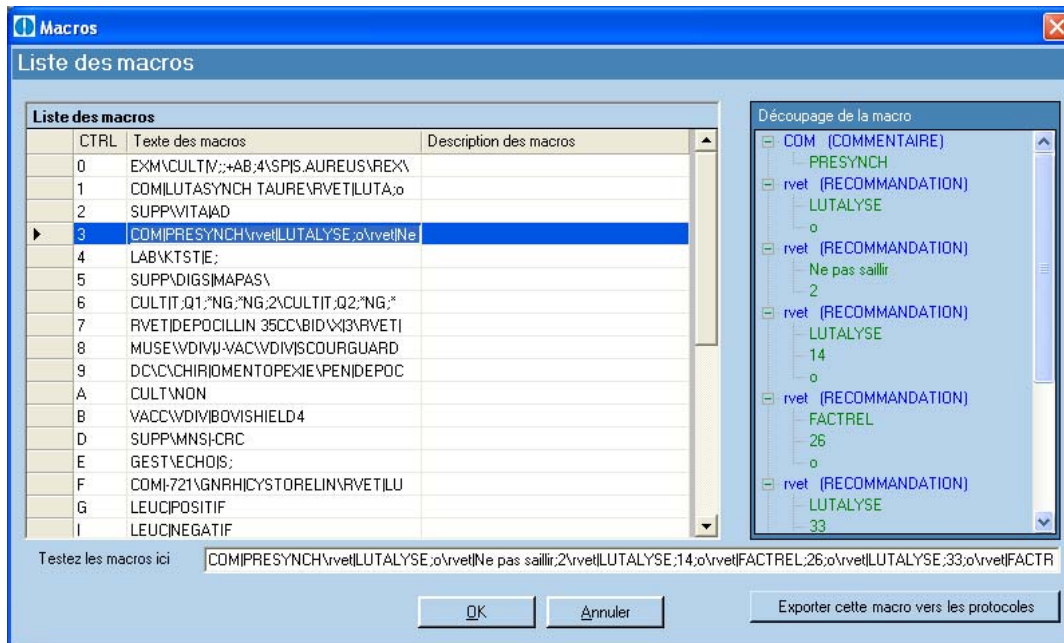 Macros
Liste des macros
Liste des macros
CTRL Texte des macros Description des macros
0 EXM\CULT|V;;+AB;4\SP|S.AUREUS\REX\
1 COM|LUTASYNCH TAURE\RVET|LUTA;o
2 SUPP\VITA|AD
3 COM|PRESYNCH\rvet|LUTALYSE;o\rvet|Ne
4 LAB\KTST|E;
5 SUPP\DIGS|MAPAS\
6 CULT|T;Q1;*NG;*NG;2\CULT|T;Q2;*NG;*
7 RVET|DEPOCILLIN 35CC\BID\X|3\RVET|
8 MUSE\VDIV|J-VAC\VDIV|SCOURGUARD
9 DC\C\CHIR|OMENTOPEXIE\PEN|DEPOC
A CULT\NON
B VACC\VDIV|BOVISHIELD4
D SUPP\MNS|-CRC
E GEST\ECHO|S;
F COM|-721\GNRH|CYSTORELIN\RVET|LU
G LEUC|POSITIF
I LEUC|NEGATIF
Découpage de la macro
COM (COMMENTAIRE)
PRESYNCH
rvet (RECOMMANDATION)
LUTALYSE
o
rvet (RECOMMANDATION)
Ne pas saillir
2
rvet (RECOMMANDATION)
LUTALYSE
14
o
rvet (RECOMMANDATION)
FACTREL
26
o
rvet (RECOMMANDATION)
LUTALYSE
33
Testez les macros ici COM|PRESYNCH\rvet|LUTALYSE;o\rvet|Ne pas saillir;2\rvet|LUTALYSE;14;o\rvet|FACTREL;26;o\rvet|LUTALYSE;33;o\rvet|FACTR
OK Annuler Exporter cette macro vers les protocoles